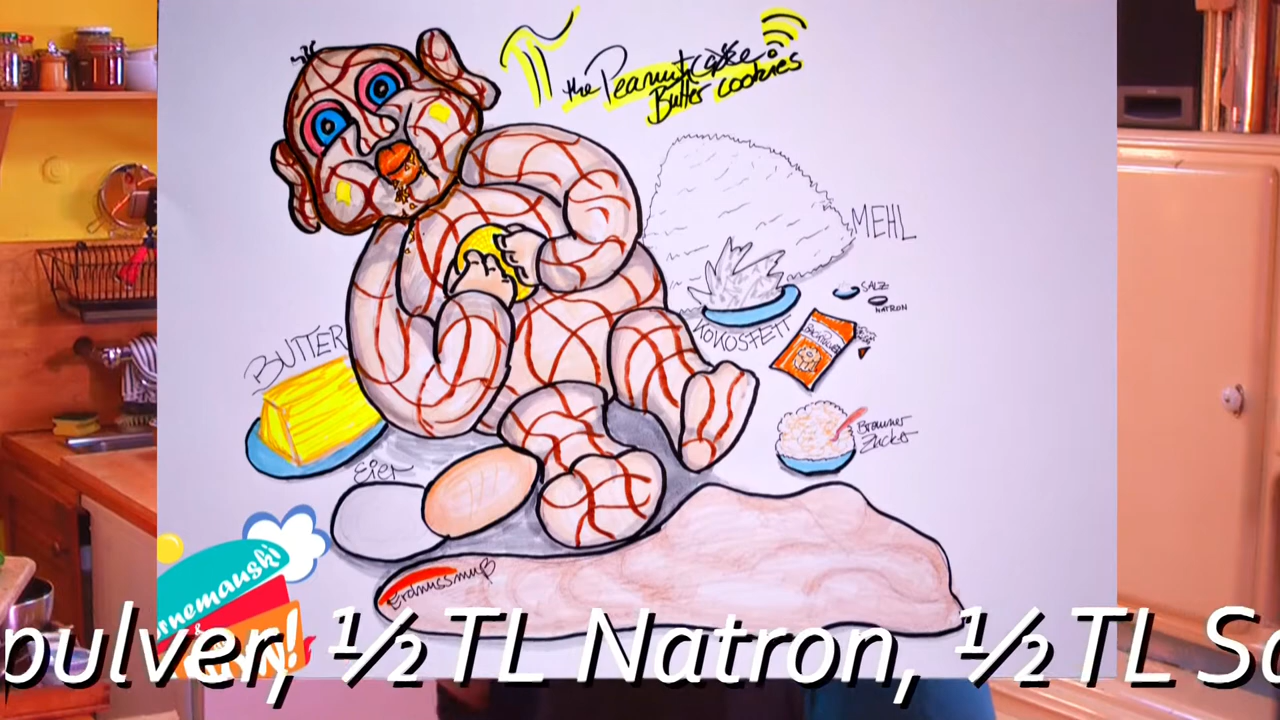 the Peanut
Butter cookies
MEHL
SALZ
NATRON
KOKOSFETT
BUTTER
Brauner
Zucker
Eier
Erdnussmuß
pulver, ½ TL Natron, ½ TL Sa